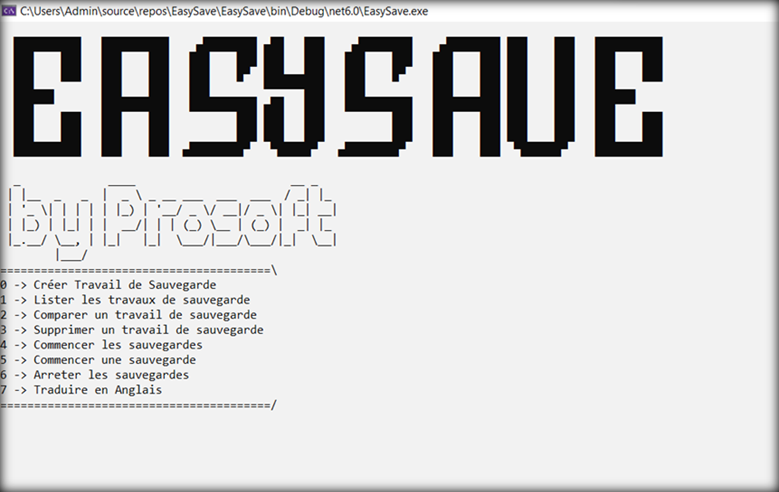 C:\Users\Admin\source\repos\EasySave\EasySave\bin\Debug\net6.0\EasySave.exe
EASYSAVE
by Prosoft
========================================\
0 -> Créer Travail de Sauvegarde
1 -> Lister les travaux de sauvegarde
2 -> Comparer un travail de sauvegarde
3 -> Supprimer un travail de sauvegarde
4 -> Commencer les sauvegardes
5 -> Commencer une sauvegarde
6 -> Arreter les sauvegardes
7 -> Traduire en Anglais
========================================/